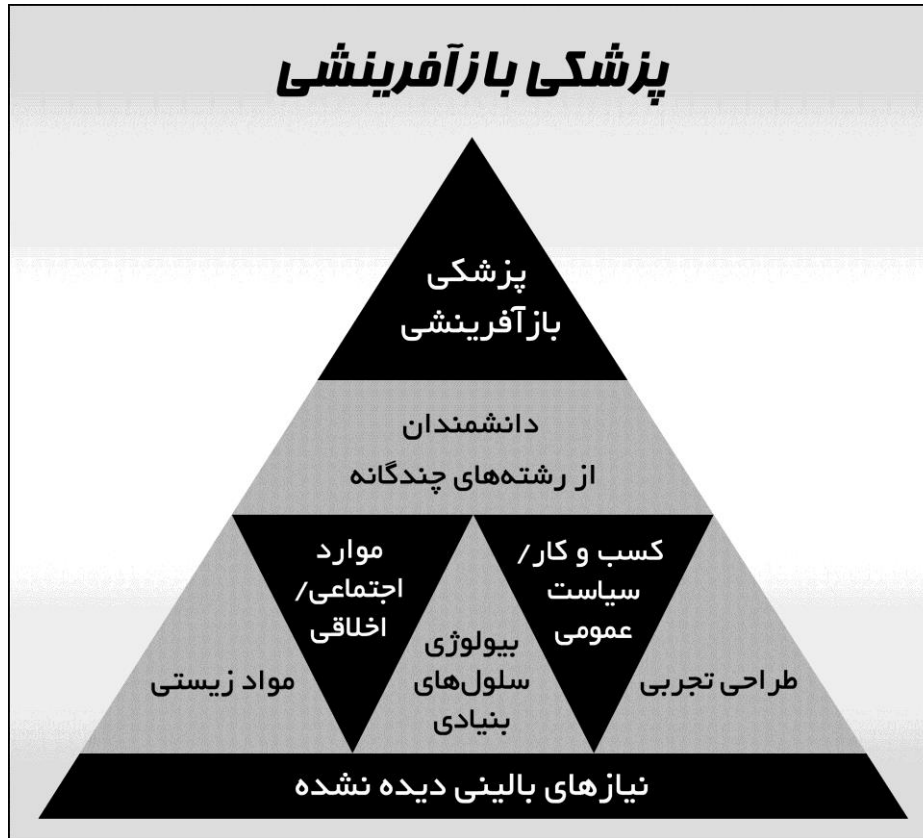 پزشکی بازآفرینشی
پزشکی
بازآفرینشی
دانشمندان
از رشته‌های چندگانه
کسب و کار/
سیاست
عمومی
موارد
اجتماعی/
اخلاقی
طراحی تجربی
بیولوژی
سلول‌های
بنیادی
مواد زیستی
نیازهای بالینی دیده نشده